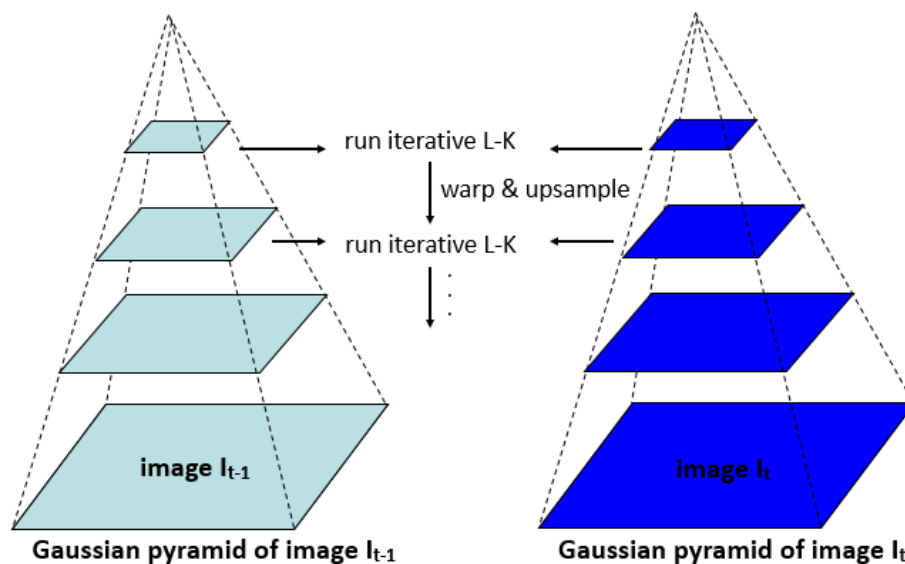 run iterative L-K
warp & upsample
run iterative L-K
.
.
.
image It-1
image It
Gaussian pyramid of image It-1
Gaussian pyramid of image It